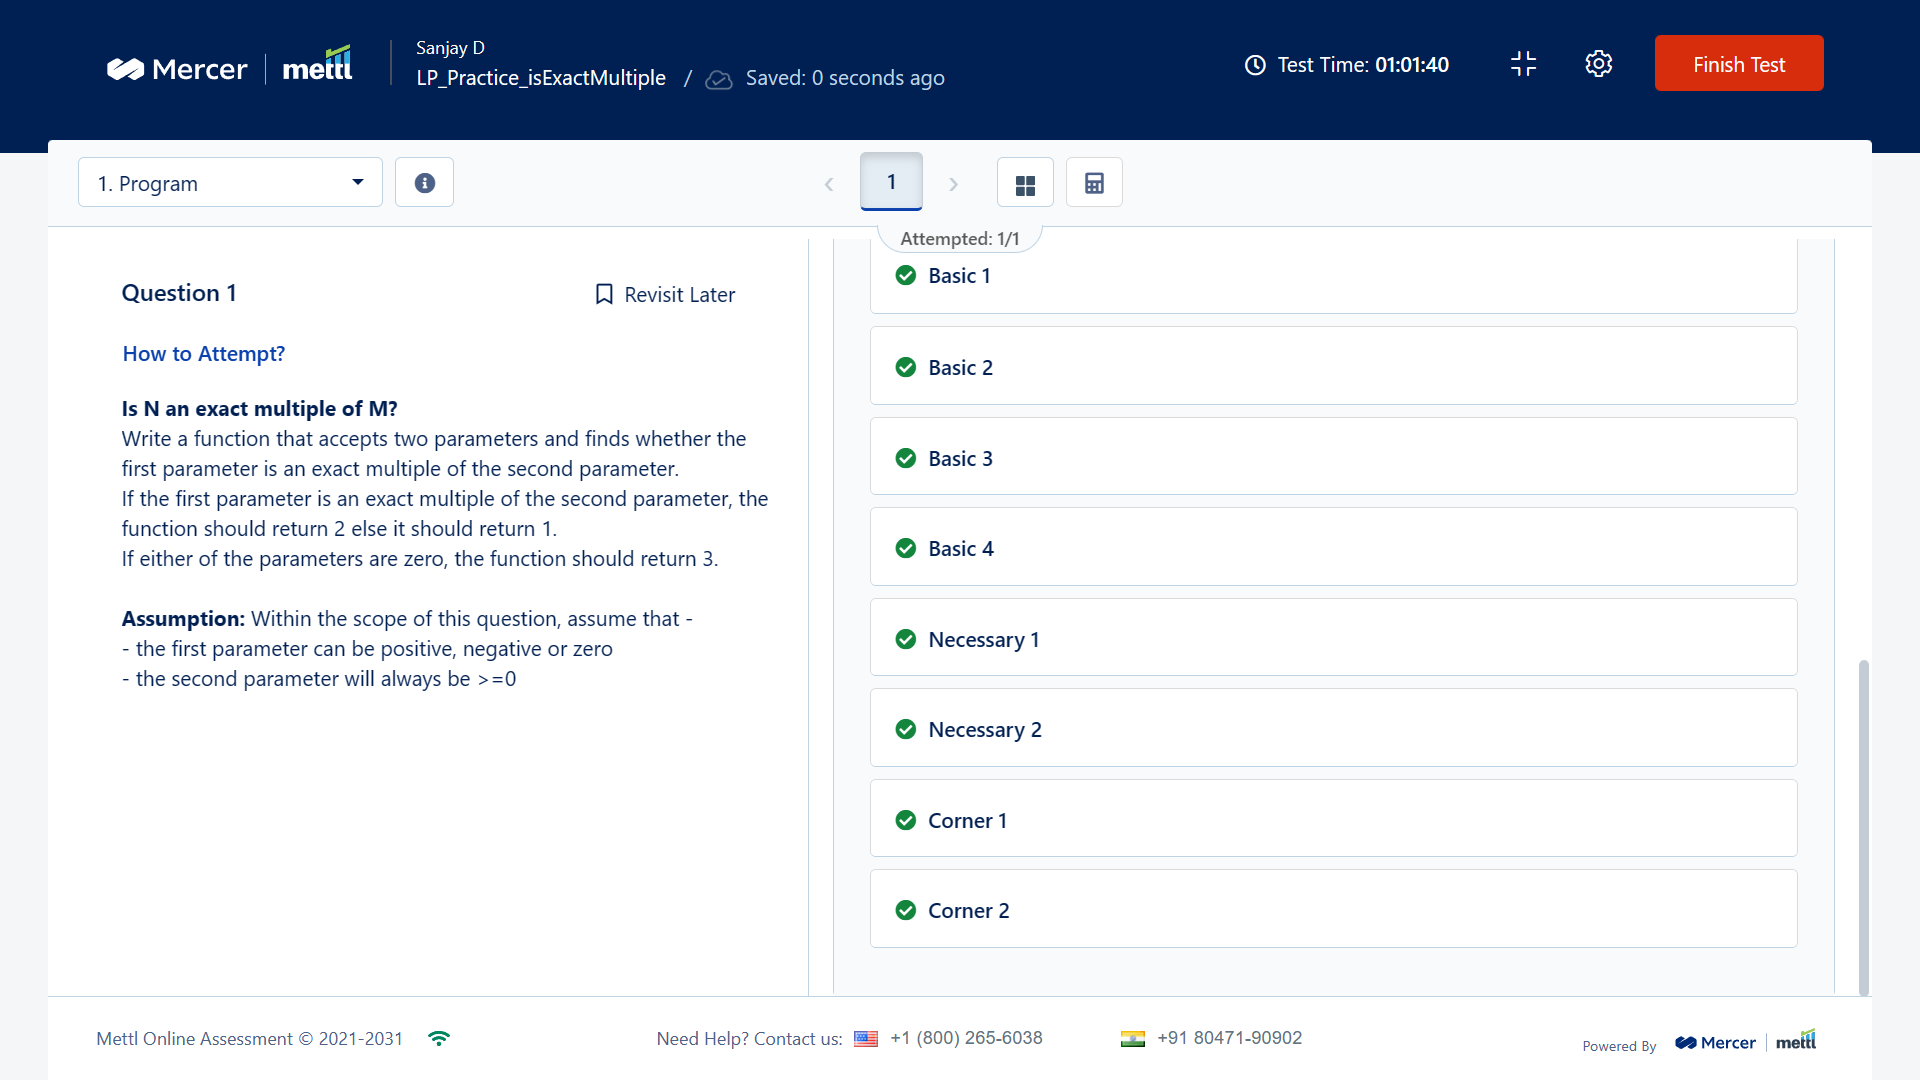 Mercer
mettl
Sanjay D
LP_Practice_isExactMultiple / Saved: 0 seconds ago
Test Time: 01:01:40
Finish Test
1. Program
1
Attempted: 1/1
Question 1
Revisit Later
How to Attempt?
Is N an exact multiple of M?
Write a function that accepts two parameters and finds whether the
first parameter is an exact multiple of the second parameter.
If the first parameter is an exact multiple of the second parameter, the
function should return 2 else it should return 1.
If either of the parameters are zero, the function should return 3.
Assumption: Within the scope of this question, assume that -
- the first parameter can be positive, negative or zero
- the second parameter will always be >=0
Basic 1
Basic 2
Basic 3
Basic 4
Necessary 1
Necessary 2
Corner 1
Corner 2
Mettl Online Assessment © 2021-2031
Need Help? Contact us: +1 (800) 265-6038
+91 80471-90902
Powered By
Mercer
mettl